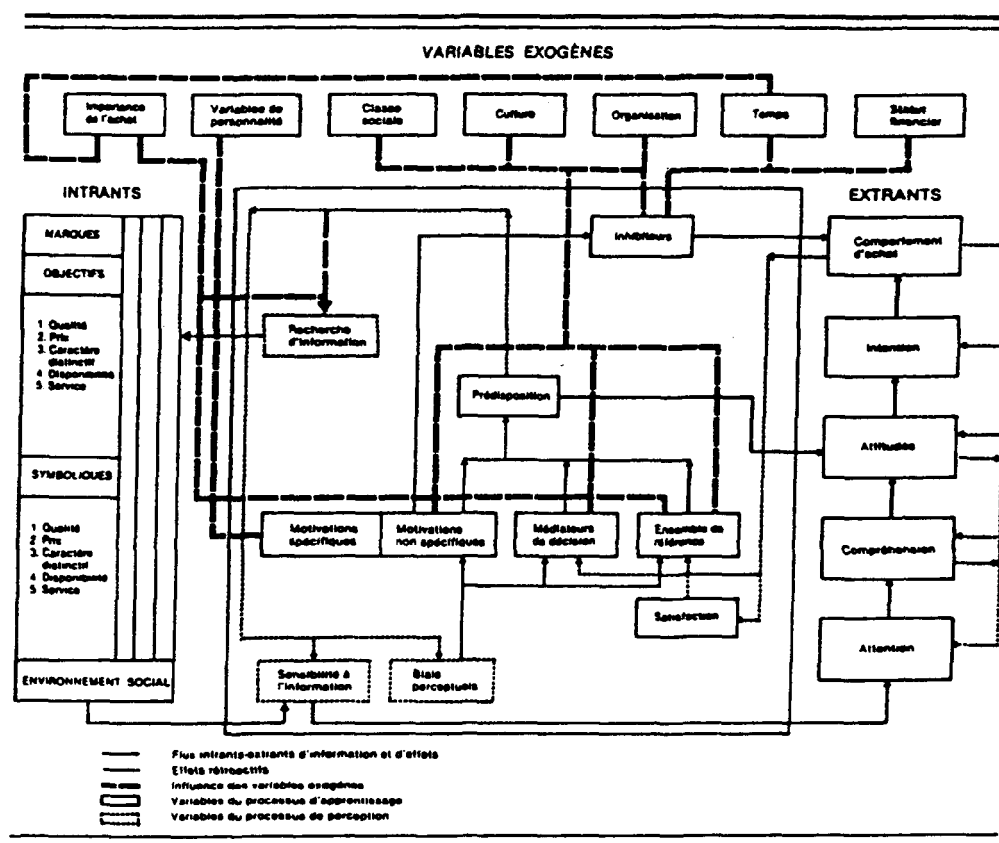 VARIABLES EXOGÈNES
Importance
de l'achat
Variables de
personnalité
Classe
sociale
Culture
Organisation
Temps
Statut
financier
INTRANTS
EXTRANTS
MARQUES
OBJECTIFS
1 Qualité
2. Prix
3. Caractère
distinctif
4 Disponibilité
5. Service
SYMBOLIQUES
1 Qualité
2 Prix
3. Caractère
distinctif
4 Disponibilité
5 Service
ENVIRONNEMENT SOCIAL
Inhibiteurs
Recherche
d'information
Prédisposition
Motivations
spécifiques
Motivations
non spécifiques
Médiateurs
de décision
Ensemble de
référence
Satisfaction
Sensibilité à
l'information
Biais
perceptuels
Comportement
d'achat
Intention
Attitudes
Compréhension
Attention
Flus intrants-extrants d'information et d'effets
Effets rétroactifs
Influence des variables exogènes
Variables du processus d'apprentissage
Variables du processus de perception